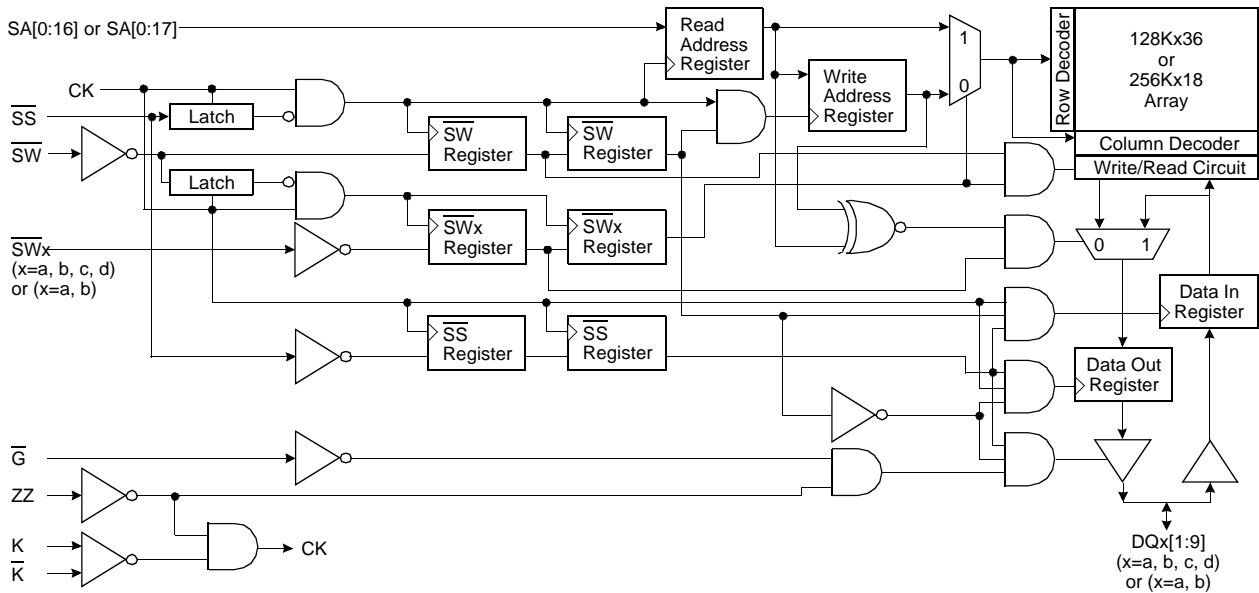 SA[0:16] or SA[0:17]
Read
Address
Register
1
0
Row Decoder
128Kx36
or
256Kx18
Array
Write
Address
Register
CK
SS
Latch
SW
SW
Register
SW
Register
Column Decoder
Write/Read Circuit
Latch
SWx
(x=a, b, c, d)
or (x=a, b)
SWx
Register
SWx
Register
0 1
Data In
Register
SS
Register
SS
Register
Data Out
Register
G
ZZ
K
K
CK
DQx[1:9]
(x=a, b, c, d)
or (x=a, b)